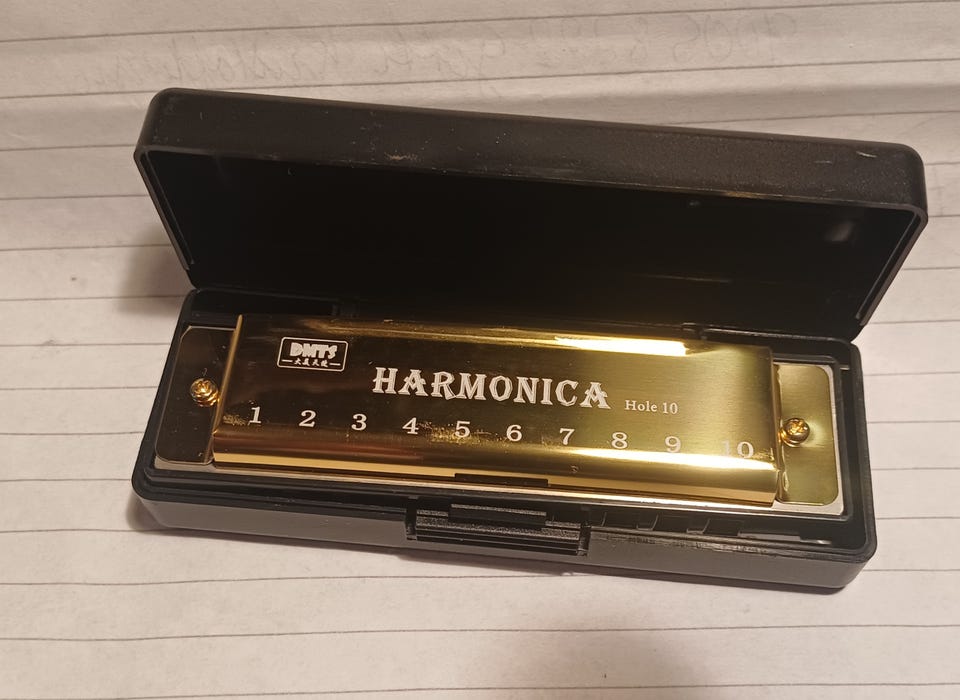 DMTS
HARMONICA
Hole 10
1 2 3 4 5 6 7 8 9 10